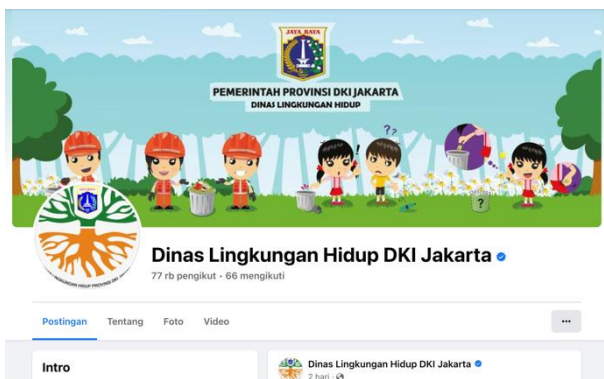 JAYA RAYA
PEMERINTAH PROVINSI DKI JAKARTA
DINAS LINGKUNGAN HIDUP
??
!
?
Dinas Lingkungan Hidup DKI Jakarta
77 rb pengikut • 66 mengikuti
Postingan Tentang Foto Video ...
Intro
Dinas Lingkungan Hidup DKI Jakarta
2 hari ·